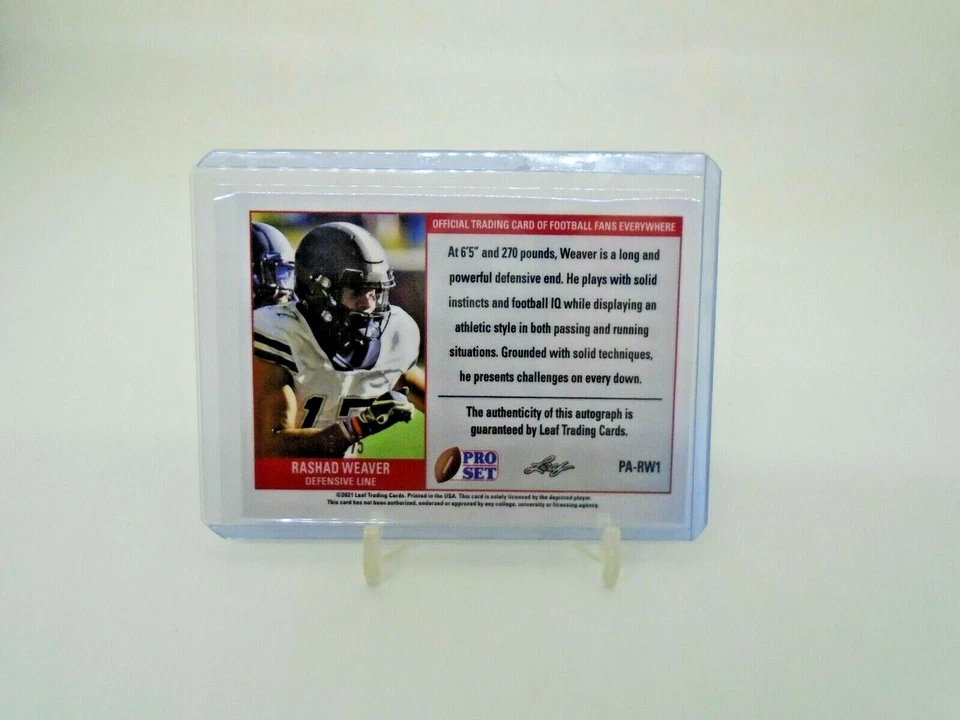 OFFICIAL TRADING CARD OF FOOTBALL FANS EVERYWHERE
At 6'5" and 270 pounds, Weaver is a long and
powerful defensive end. He plays with solid
instincts and football IQ while displaying an
athletic style in both passing and running
situations. Grounded with solid techniques,
he presents challenges on every down.
The authenticity of this autograph is
guaranteed by Leaf Trading Cards.
RASHAD WEAVER
DEFENSIVE LINE
PRO
SET
Leaf
PA-RW1
©2021 Leaf Trading Cards. Printed in the USA. This card is solely licensed by the depicted player.
This card has not been authorized, endorsed or approved by any college, university or licensing agency.